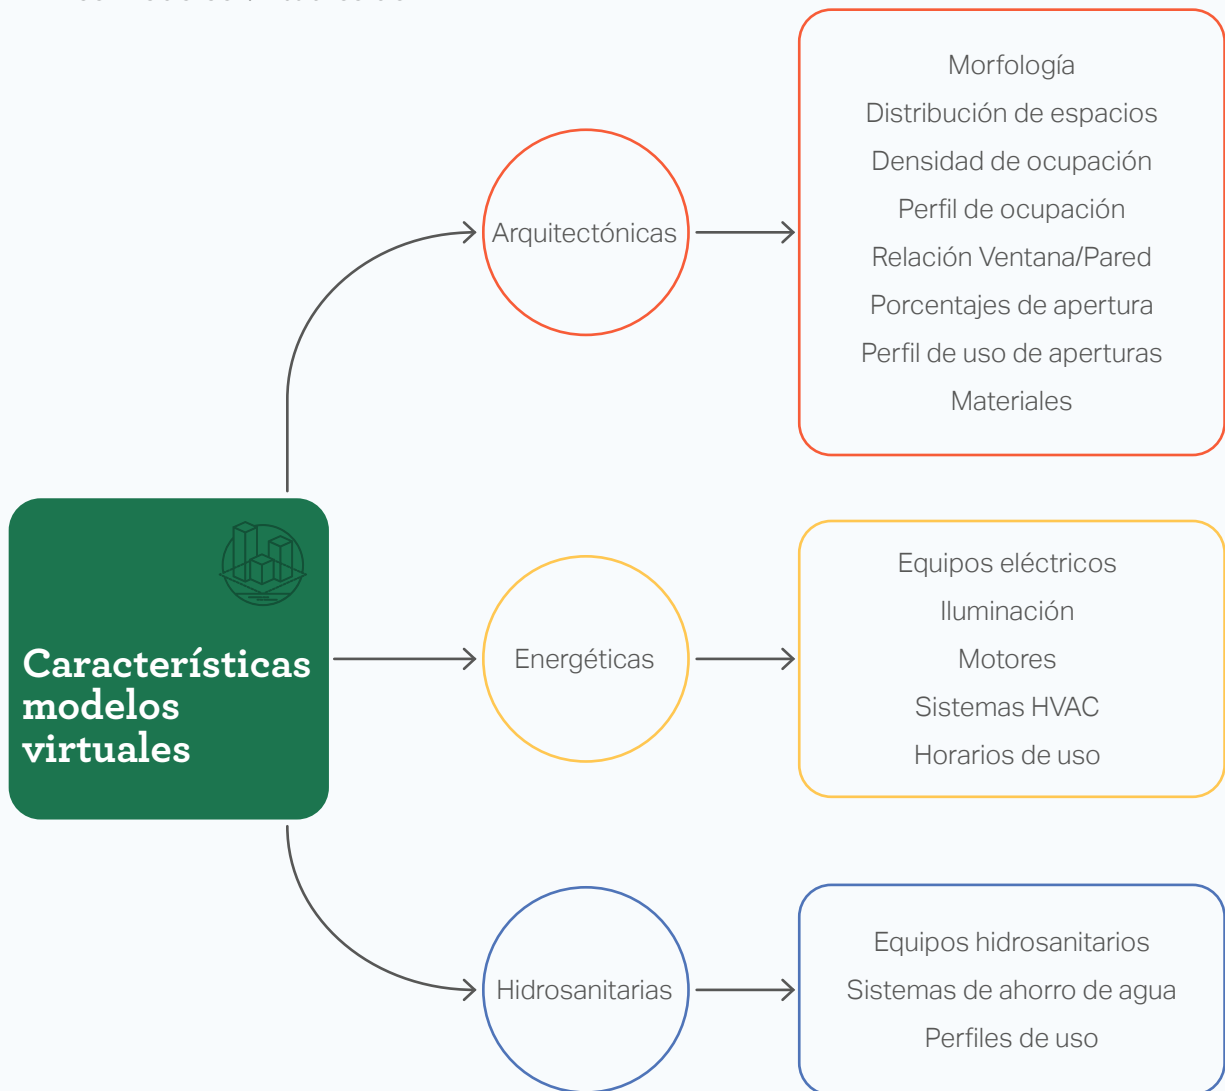 Características
modelos
virtuales
Arquitectónicas
Morfología
Distribución de espacios
Densidad de ocupación
Perfil de ocupación
Relación Ventana/Pared
Porcentajes de apertura
Perfil de uso de aperturas
Materiales
Energéticas
Equipos eléctricos
Iluminación
Motores
Sistemas HVAC
Horarios de uso
Hidrosanitarias
Equipos hidrosanitarios
Sistemas de ahorro de agua
Perfiles de uso